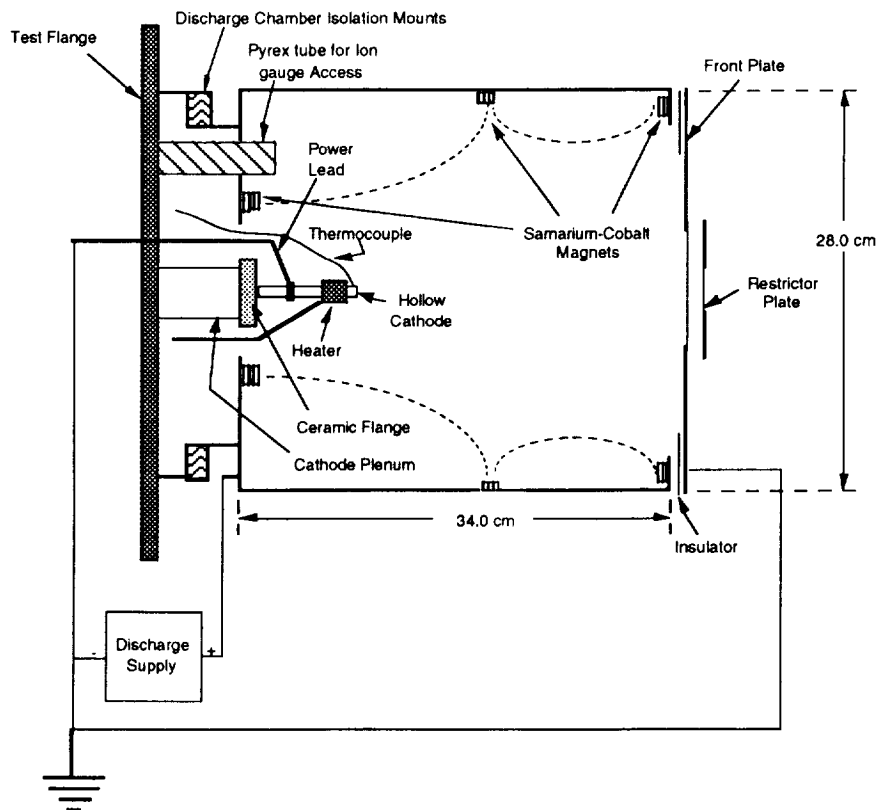 Discharge Chamber Isolation Mounts
Test Flange
Pyrex tube for Ion
gauge Access
Front Plate
Power
Lead
Thermocouple
Samarium-Cobalt
Magnets
28.0 cm
Restrictor
Plate
Hollow
Cathode
Heater
Ceramic Flange
Cathode Plenum
34.0 cm
Insulator
Discharge
Supply
-
+